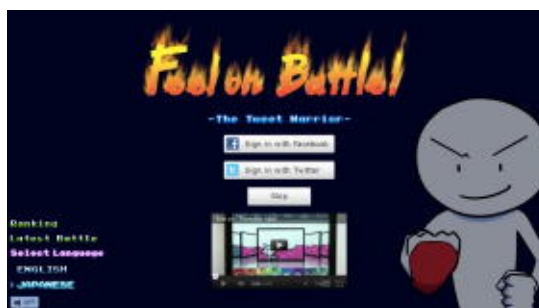 Feel on Battle!
-The Tweet Warrior-
Sign in with Facebook
Sign in with Twitter
Skip
Ranking
Latest Battle
Select Language
ENGLISH
JAPANESE